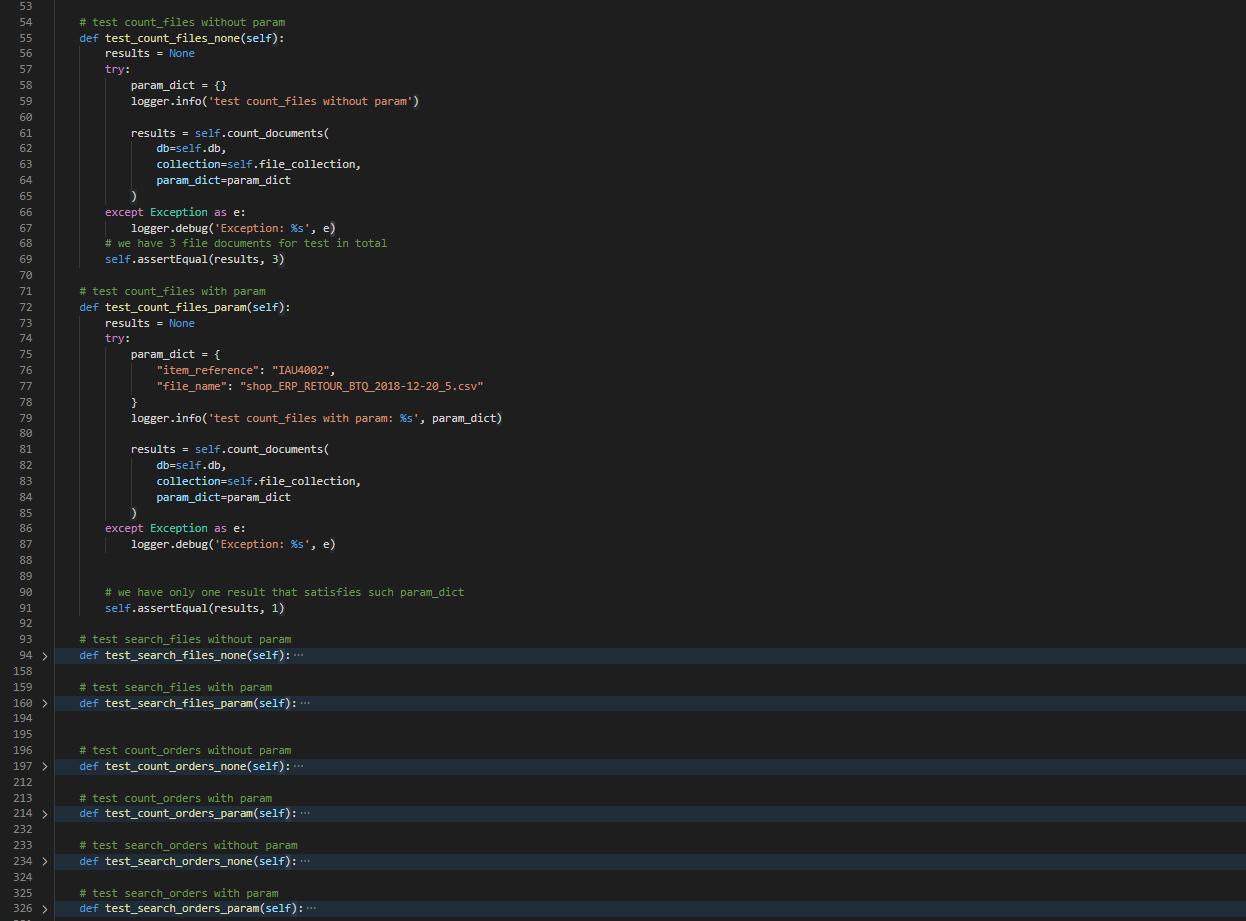 53
54 # test count_files without param
55 def test_count_files_none(self):
56 results = None
57 try:
58 param_dict = {}
59 logger.info('test count_files without param')
60
61 results = self.count_documents(
62 db=self.db,
63 collection=self.file_collection,
64 param_dict=param_dict
65 )
66 except Exception as e:
67 logger.debug('Exception: %s', e)
68 # we have 3 file documents for test in total
69 self.assertEqual(results, 3)
70
71 # test count_files with param
72 def test_count_files_param(self):
73 results = None
74 try:
75 param_dict = {
76 "item_reference": "IAU4002",
77 "file_name": "shop_ERP_RETOUR_BTQ_2018-12-20_5.csv"
78 }
79 logger.info('test count_files with param: %s', param_dict)
80
81 results = self.count_documents(
82 db=self.db,
83 collection=self.file_collection,
84 param_dict=param_dict
85 )
86 except Exception as e:
87 logger.debug('Exception: %s', e)
88
89
90 # we have only one result that satisfies such param_dict
91 self.assertEqual(results, 1)
92
93 # test search_files without param
94 > def test_search_files_none(self): ···
158
159 # test search_files with param
160 > def test_search_files_param(self): ···
194
195
196 # test count_orders without param
197 > def test_count_orders_none(self): ···
212
213 # test count_orders with param
214 > def test_count_orders_param(self): ···
232
233 # test search_orders without param
234 > def test_search_orders_none(self): ···
324
325 # test search_orders with param
326 > def test_search_orders_param(self): ···